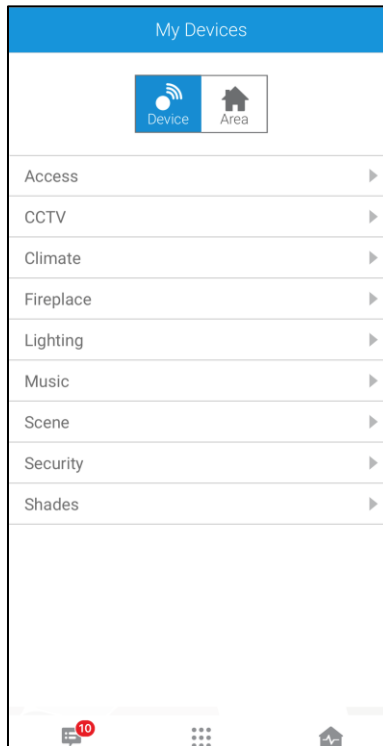 My Devices
Device Area
Access
CCTV
Climate
Fireplace
Lighting
Music
Scene
Security
Shades
10